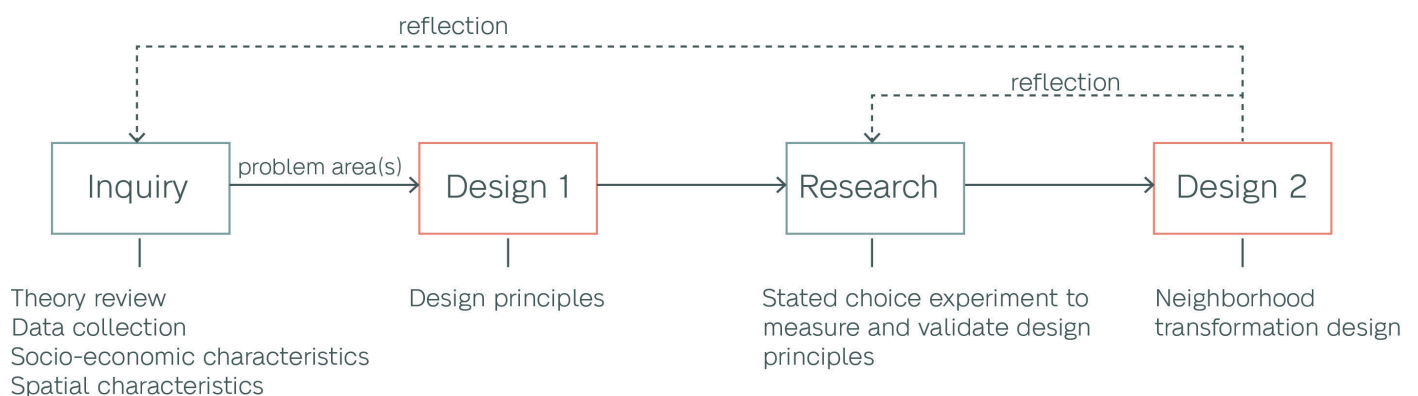 reflection
reflection
problem area(s)
Inquiry
Design 1
Research
Design 2
Theory review
Data collection
Socio-economic characteristics
Spatial characteristics
Design principles
Stated choice experiment to
measure and validate design
principles
Neighborhood
transformation design